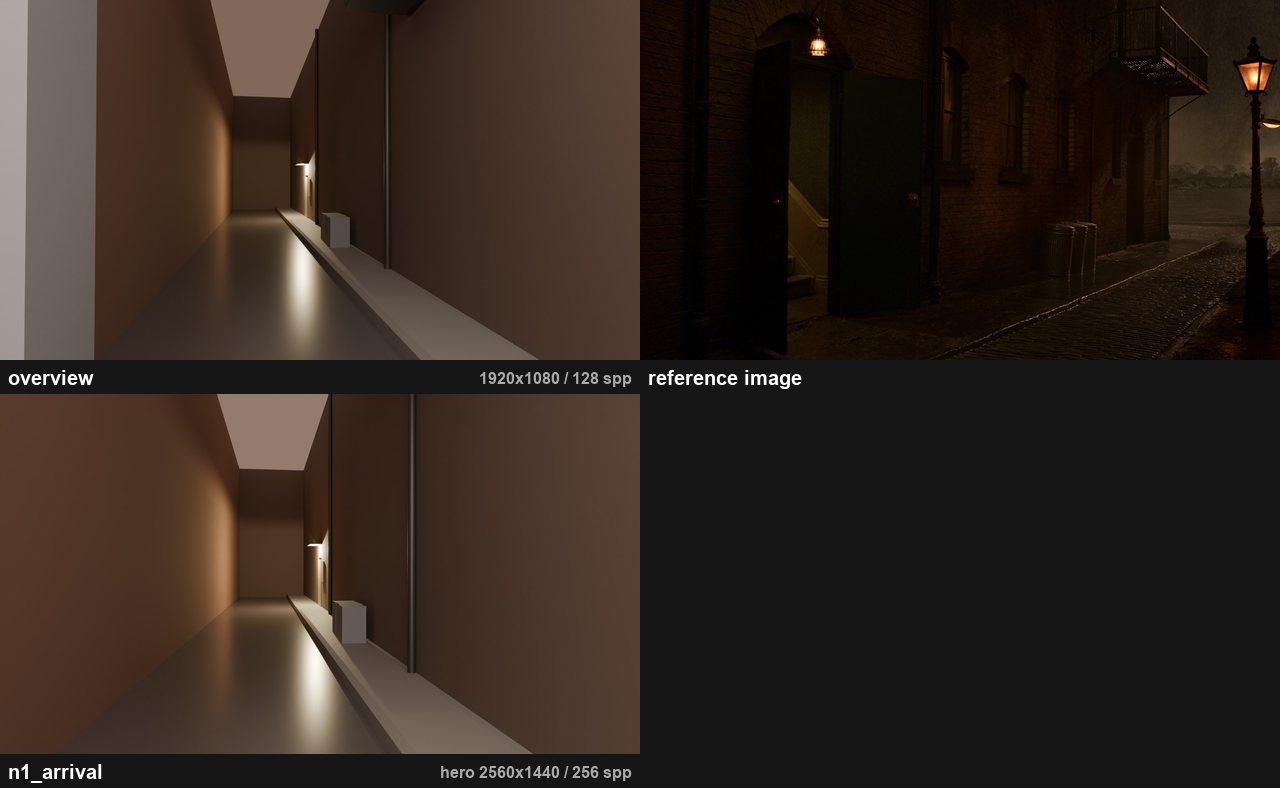 overview
1920x1080 / 128 spp
reference image
n1_arrival
hero 2560x1440 / 256 spp